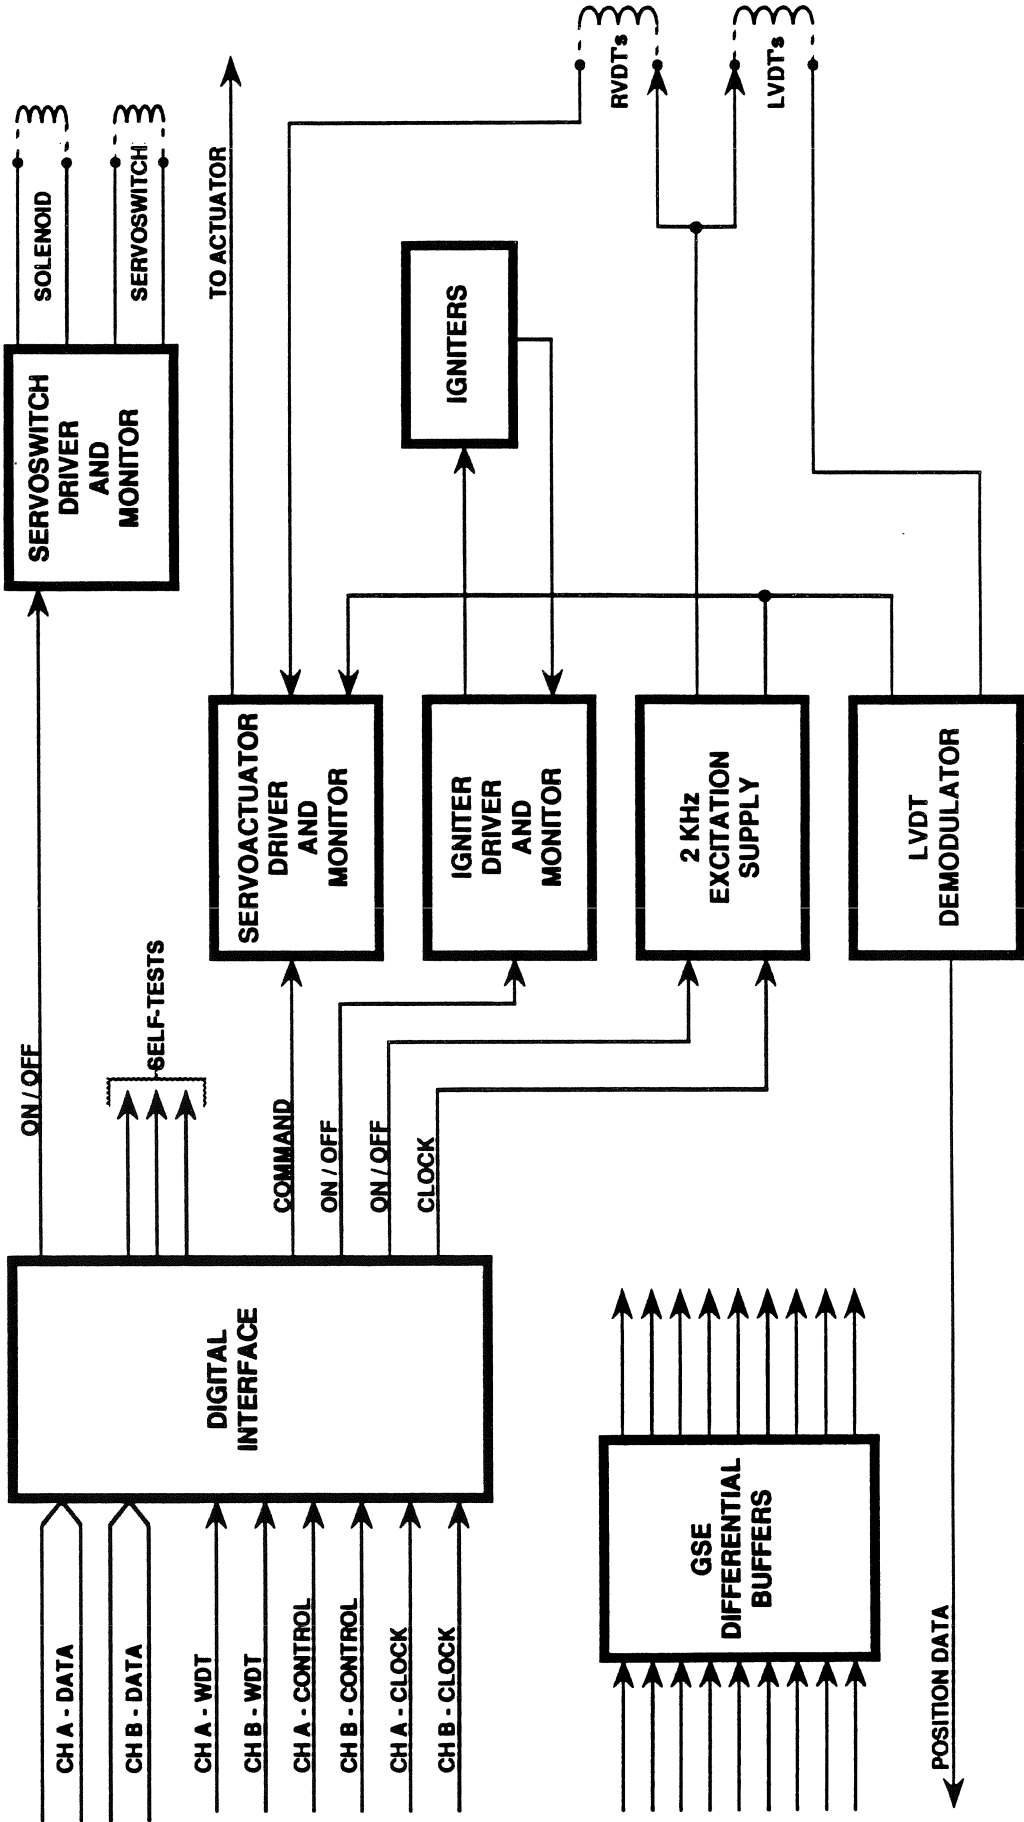 CH A - DATA
CH B - DATA
CH A - WDT
CH B - WDT
CH A - CONTROL
CH B - CONTROL
CH A - CLOCK
CH B - CLOCK
DIGITAL
INTERFACE
ON / OFF
SELF-TESTS
COMMAND
ON / OFF
ON / OFF
CLOCK
SERVOSWITCH
DRIVER
AND
MONITOR
SOLENOID
SERVOSWITCH
SERVOACTUATOR
DRIVER
AND
MONITOR
TO ACTUATOR
IGNITER
DRIVER
AND
MONITOR
IGNITERS
2 KHz
EXCITATION
SUPPLY
RVDT's
LVDT's
LVDT
DEMODULATOR
GSE
DIFFERENTIAL
BUFFERS
POSITION DATA